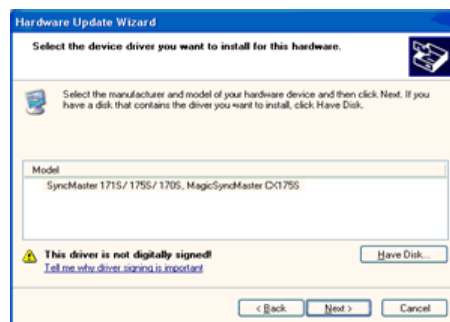 Hardware Update Wizard
Select the device driver you want to install for this hardware.
Select the manufacturer and model of your hardware device and then click Next. If you
have a disk that contains the driver you want to install, click Have Disk.
Model
SyncMaster 171S/ 175S/ 170S, MagicSyncMaster CX175S
This driver is not digitally signed!
Have Disk...
Tell me why driver signing is important
< Back
Next >
Cancel